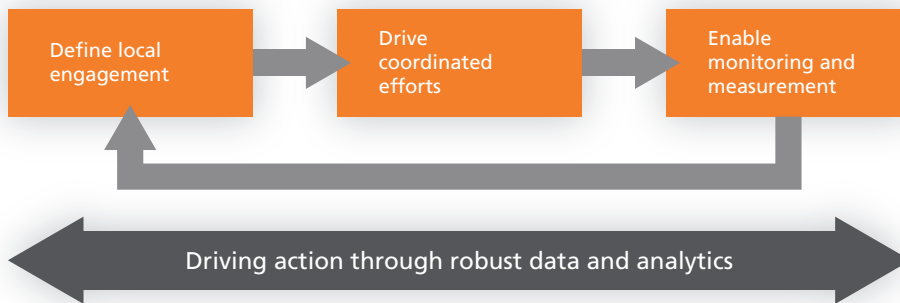 Define local
engagement
Drive
coordinated
efforts
Enable
monitoring and
measurement
Driving action through robust data and analytics